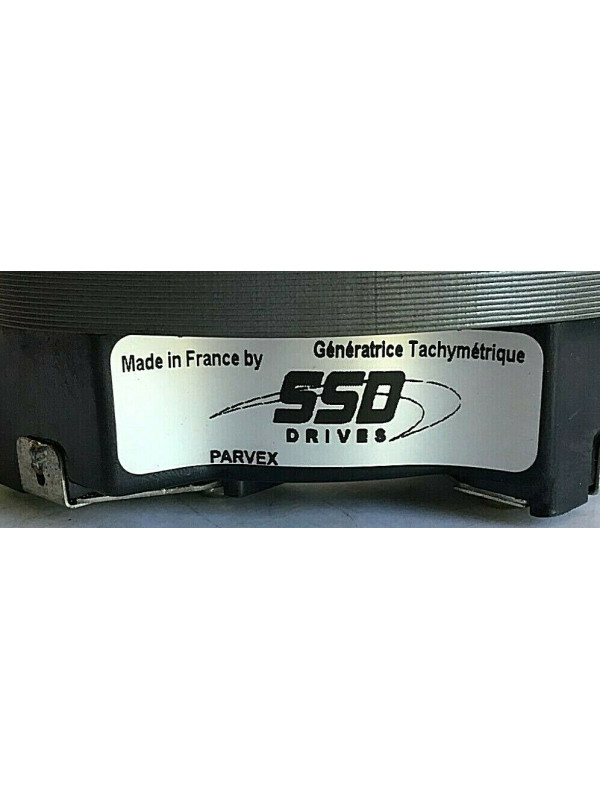 Made in France by
Génératrice Tachymétrique
SSD
DRIVES
PARVEX